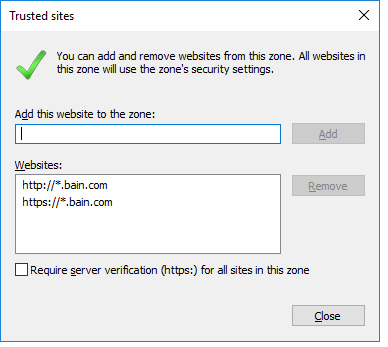 Trusted sites
You can add and remove websites from this zone. All websites in
this zone will use the zone's security settings.
Add this website to the zone:
Add
Websites:
http://*.bain.com
https://*.bain.com
Remove
Require server verification (https:) for all sites in this zone
Close